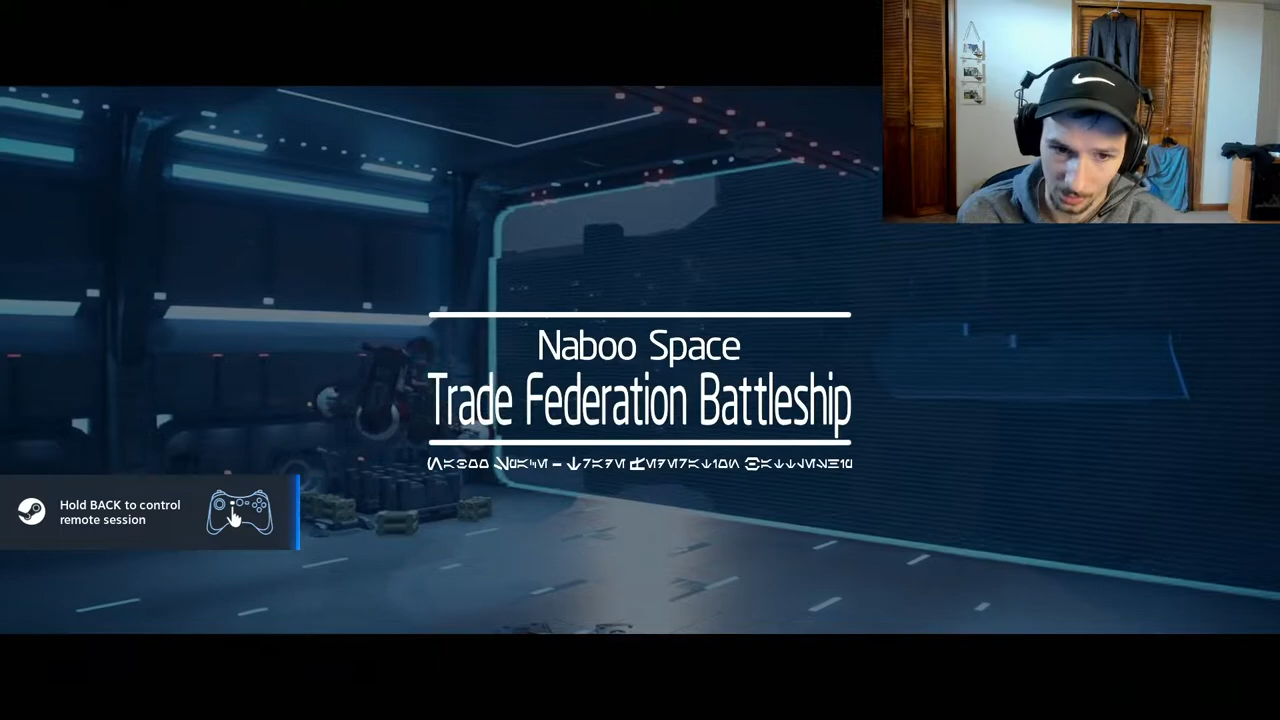 Naboo Space
Trade Federation Battleship
Hold BACK to control
remote session